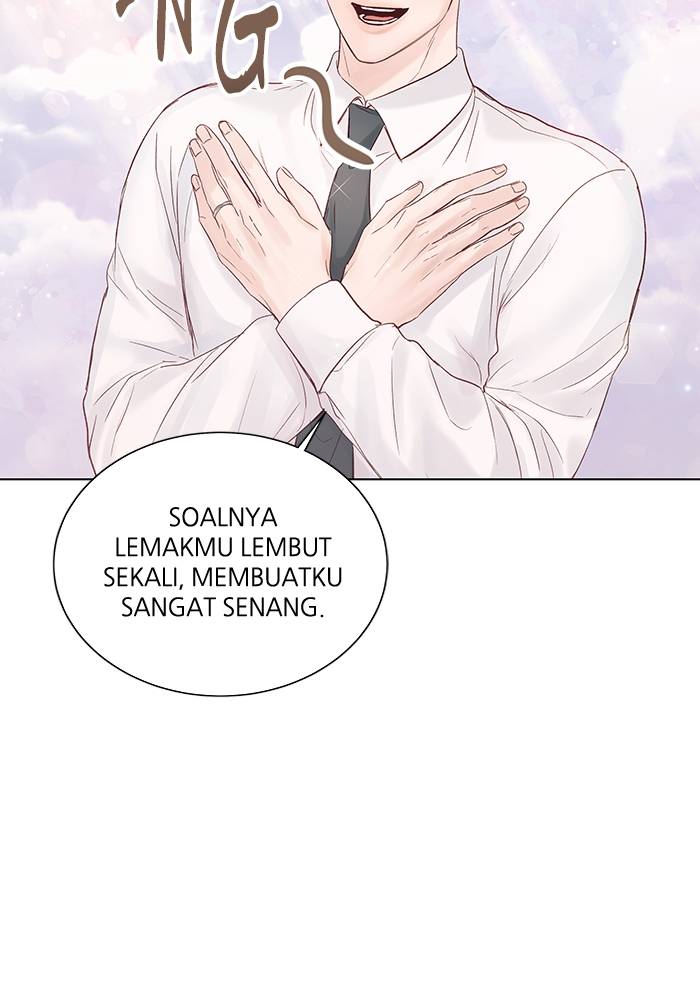 NG~
SOALNYA
LEMAKMU LEMBUT
SEKALI, MEMBUATKU
SANGAT SENANG.